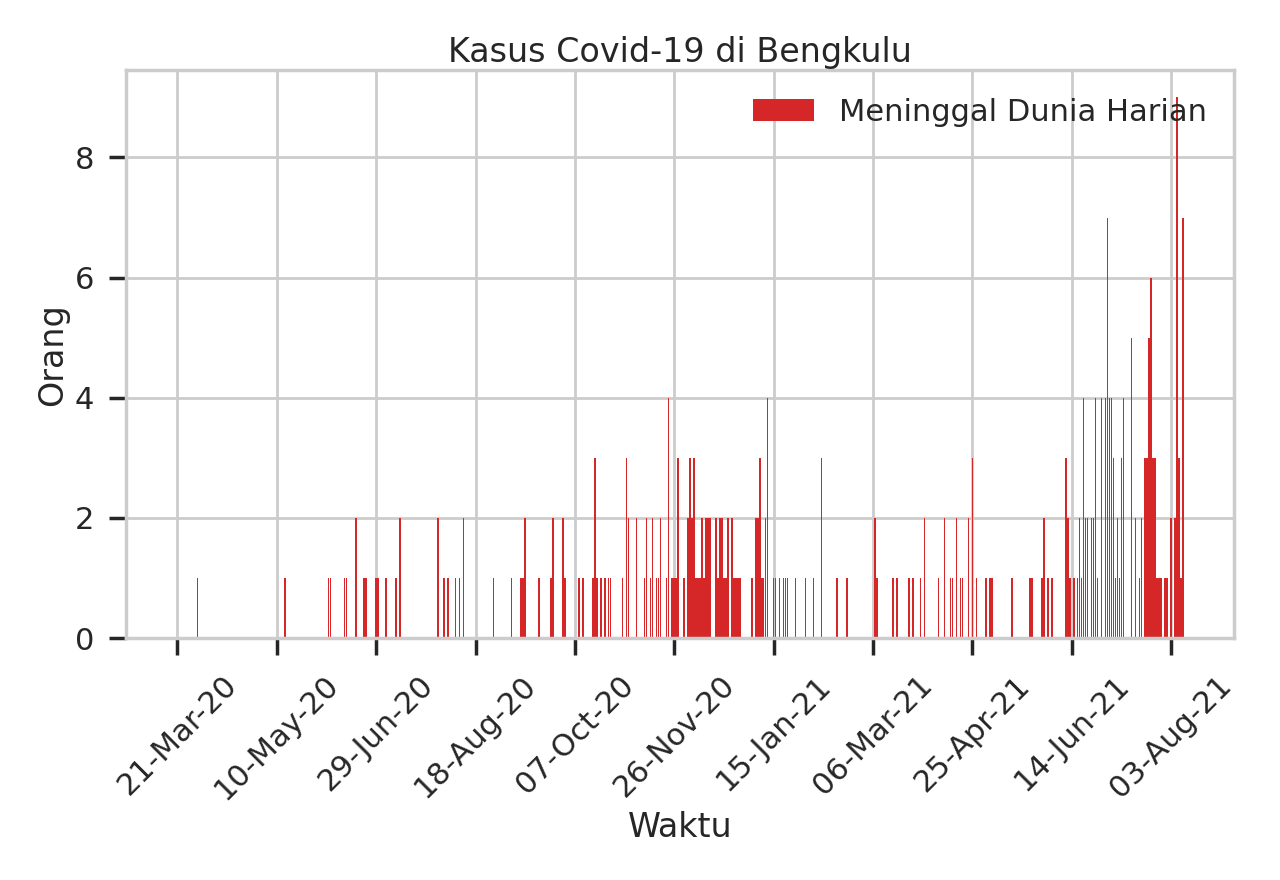 Kasus Covid-19 di Bengkulu
Meninggal Dunia Harian
Orang
8
6
4
2
0
21-Mar-20
10-May-20
29-Jun-20
18-Aug-20
07-Oct-20
26-Nov-20
15-Jan-21
06-Mar-21
25-Apr-21
14-Jun-21
03-Aug-21
Waktu